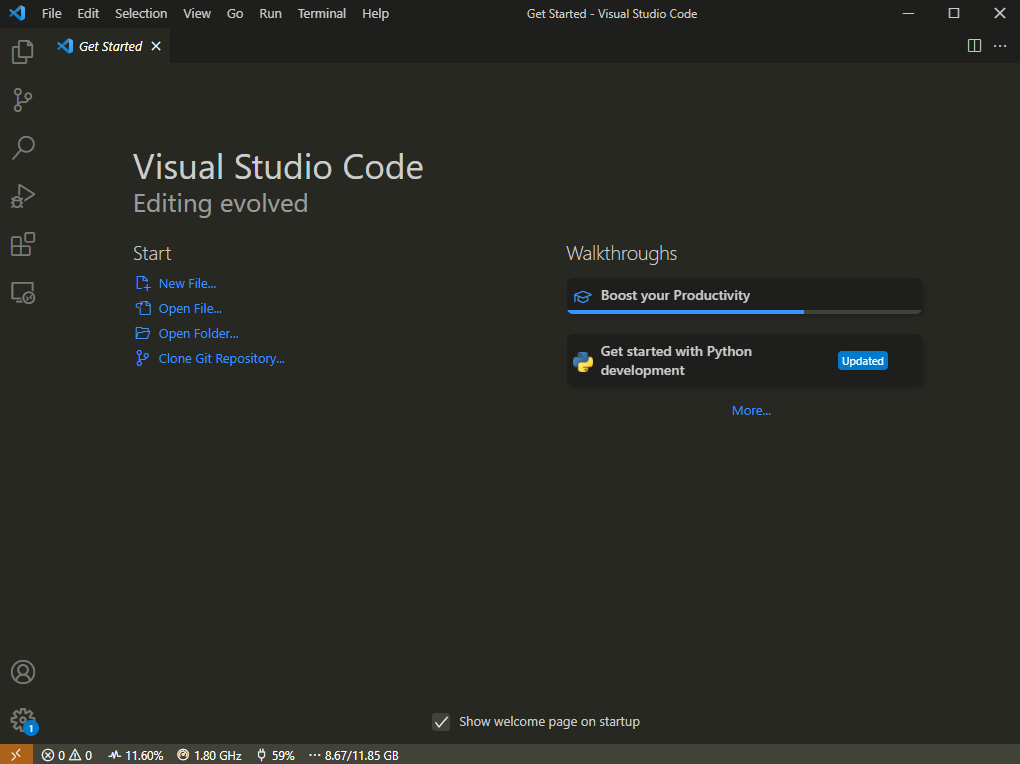 File Edit Selection View Go Run Terminal Help Get Started - Visual Studio Code
Get Started
Visual Studio Code
Editing evolved
Start
New File...
Open File...
Open Folder...
Clone Git Repository...
Walkthroughs
Boost your Productivity
Get started with Python
development
Updated
More...
Show welcome page on startup
1
0 0 11.60% 1.80 GHz 59% 8.67/11.85 GB